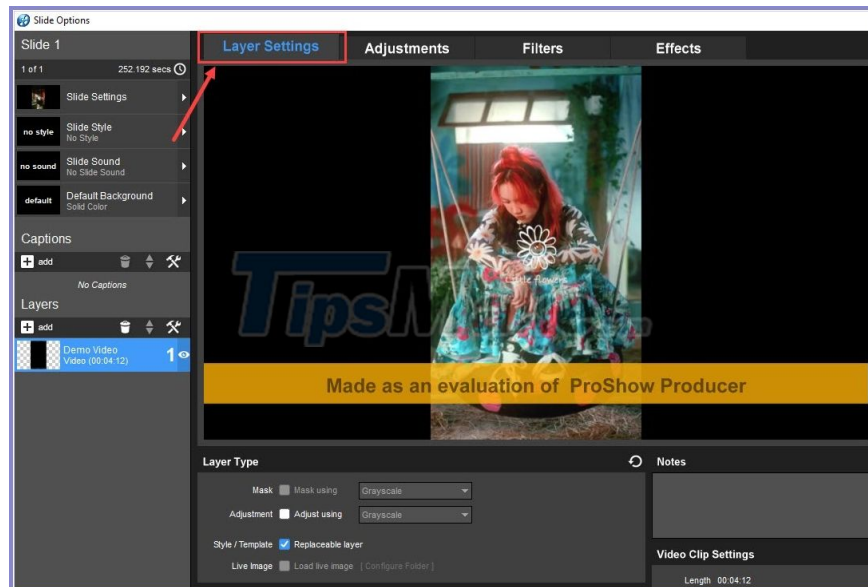 Slide Options
Slide 1
1 of 1 252.192 secs
Slide Settings
no style Slide Style
No Style
no sound Slide Sound
No Slide Sound
default Default Background
Solid Color
Captions
add
No Captions
Layers
add
Demo Video
Video (00:04:12)
1
Layer Settings Adjustments Filters Effects
Little flowers
TipsM
Made as an evaluation of ProShow Producer
Layer Type
Mask Mask using Grayscale
Adjustment Adjust using Grayscale
Style / Template Replaceable layer
Live Image Load live image [ Configure Folder ]
Notes
Video Clip Settings
Length 00:04:12